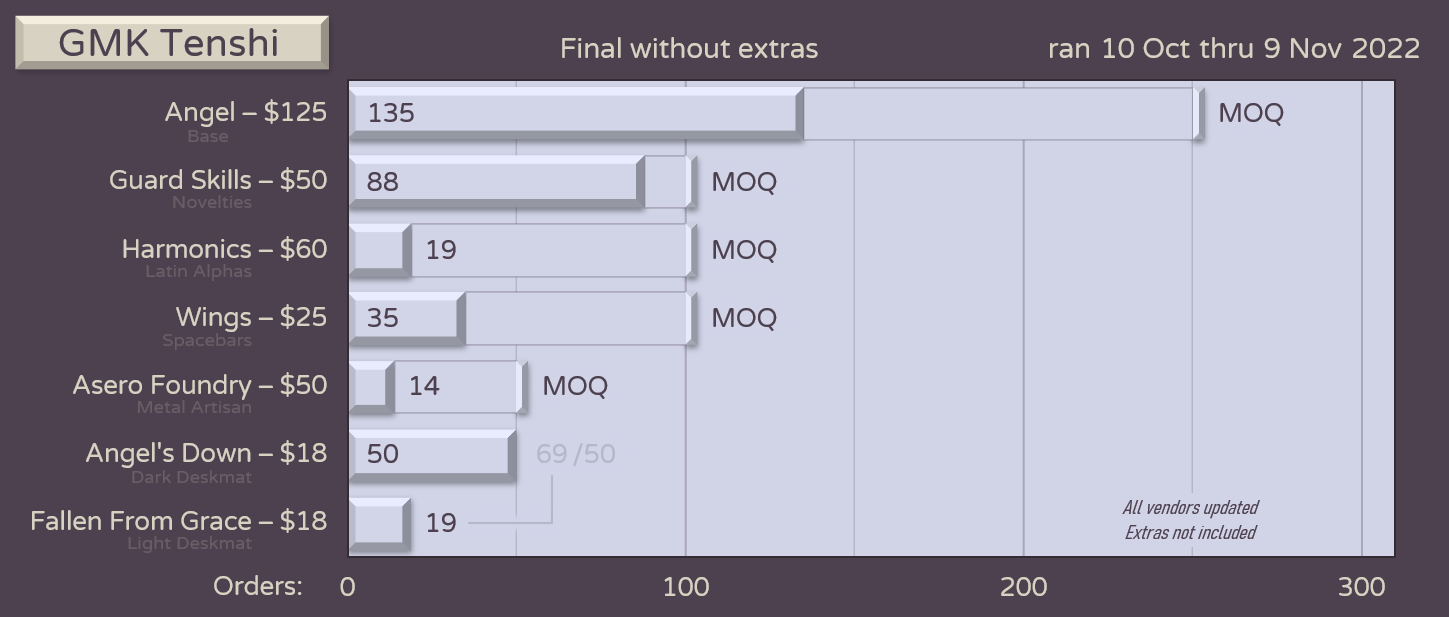 GMK Tenshi
Final without extras
ran 10 Oct thru 9 Nov 2022
Angel – $125
Base
135
MOQ
Guard Skills – $50
Novelties
88
MOQ
Harmonics – $60
Latin Alphas
19
MOQ
Wings – $25
Spacebars
35
MOQ
Asero Foundry – $50
Metal Artisan
14
MOQ
Angel's Down – $18
Dark Deskmat
50
69 /50
Fallen From Grace – $18
Light Deskmat
19
All vendors updated
Extras not included
Orders:
0
100
200
300